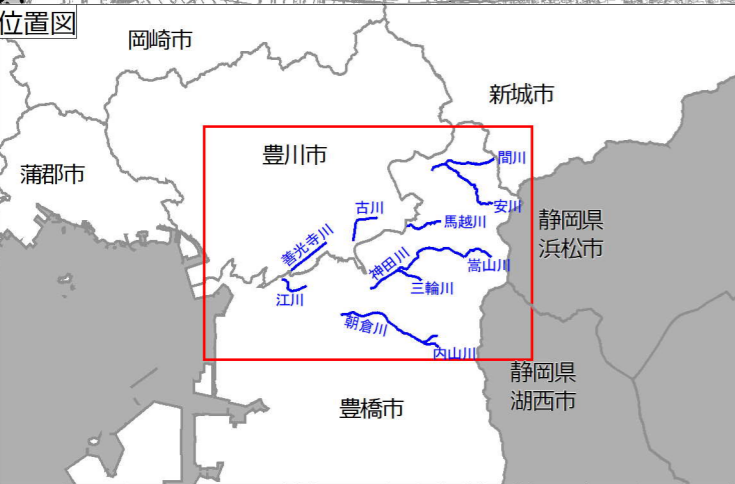 位置図
岡崎市
新城市
豊川市
間川
蒲郡市
古川
安川
馬越川
静岡県
浜松市
善光寺川
神田川
嵩山川
三輪川
江川
朝倉川
内山川
静岡県
湖西市
豊橋市